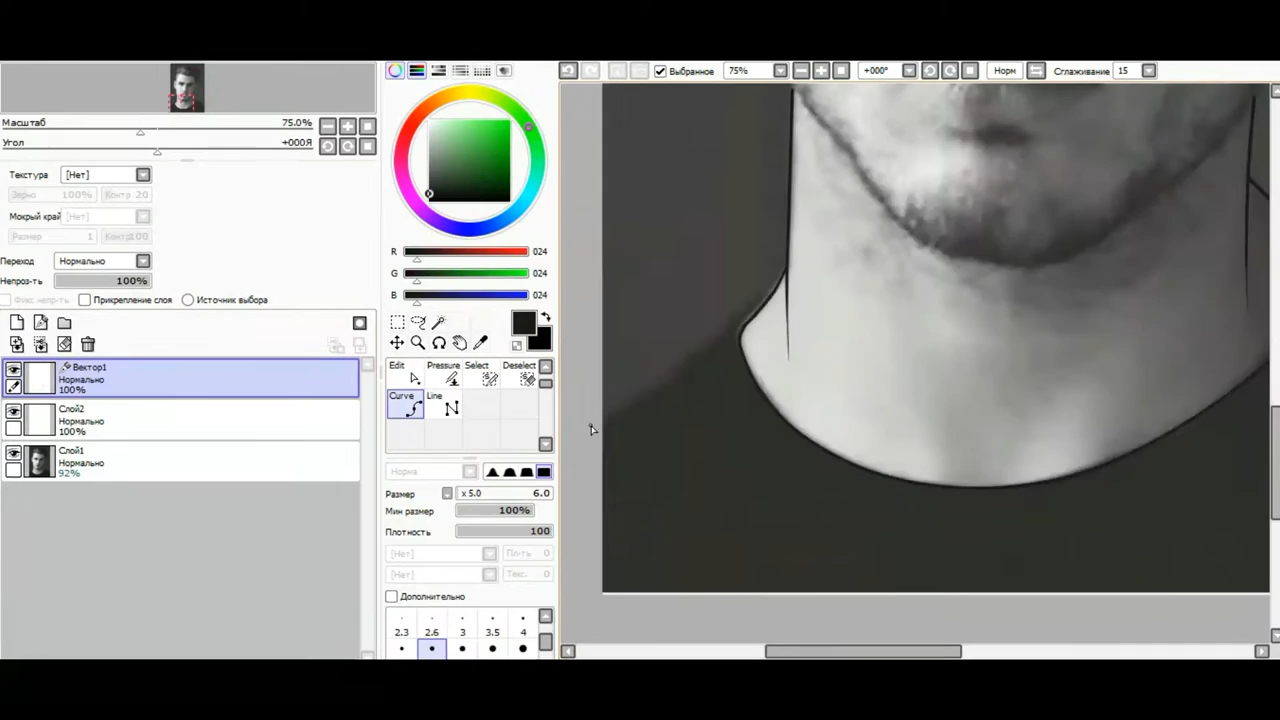 Выбранное 75% +000° Норм Сглаживание 15
Масштаб 75.0%
Угол +000Я
Текстура [Нет]
Зерно 100% Контр 20
Мокрый край [Нет]
Размер 1 Контр 100
Переход Нормально
Непроз-ть 100%
Фикс непр-ть Прикрепление слоя Источник выбора
Вектор1
Нормально
100%
Слой2
Нормально
100%
Слой1
Нормально
92%
R 024
G 024
B 024
Edit Pressure Select Deselect
Curve Line
Норма
Размер x 5.0 6.0
Мин размер 100%
Плотность 100
[Нет] По-ть 0
[Нет] Текс. 0
Дополнительно
2.3 2.6 3 3.5 4